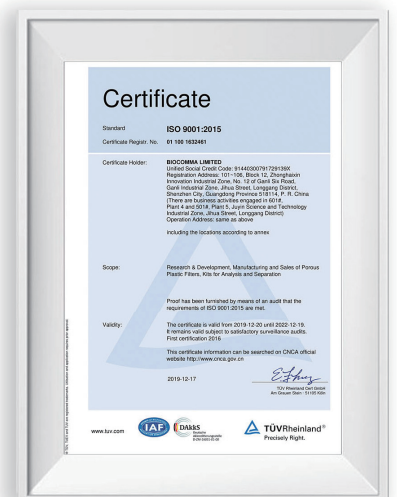 Certificate
Standard ISO 9001:2015
Certificate Registr. No. 01 100 1632461
Certificate Holder: BIOCOMMA LIMITED
Unified Social Credit Code: 91440300791729139X
Registration Address: 101-106, Block 12, Zhonghaixin
Innovation Industrial Zone, No. 12 of Ganli Six Road,
Ganli Industrial Zone, Jihua Street, Longgang District,
Shenzhen City, Guangdong Province 518114, P. R. China
(There are business activities engaged in 601#,
Plant 4 and 501#, Plant 5, Juyin Science and Technology
Industrial Zone, Jihua Street, Longgang District)
Operation Address: same as above
including the locations according to annex
Scope: Research & Development, Manufacturing and Sales of Porous
Plastic Filters, Kits for Analysis and Separation
Proof has been furnished by means of an audit that the
requirements of ISO 9001:2015 are met.
Validity: The certificate is valid from 2019-12-20 until 2022-12-19.
It remains valid subject to satisfactory surveillance audits.
First certification 2016
This certificate information can be searched on CNCA official
website http://www.cnca.gov.cn
2019-12-17
TÜV Rheinland Cert GmbH
Am Grauen Stein · 51105 Köln
www.tuv.com
IAF
DAkkS
Deutsche
Akkreditierungsstelle
TÜVRheinland®
Precisely Right.